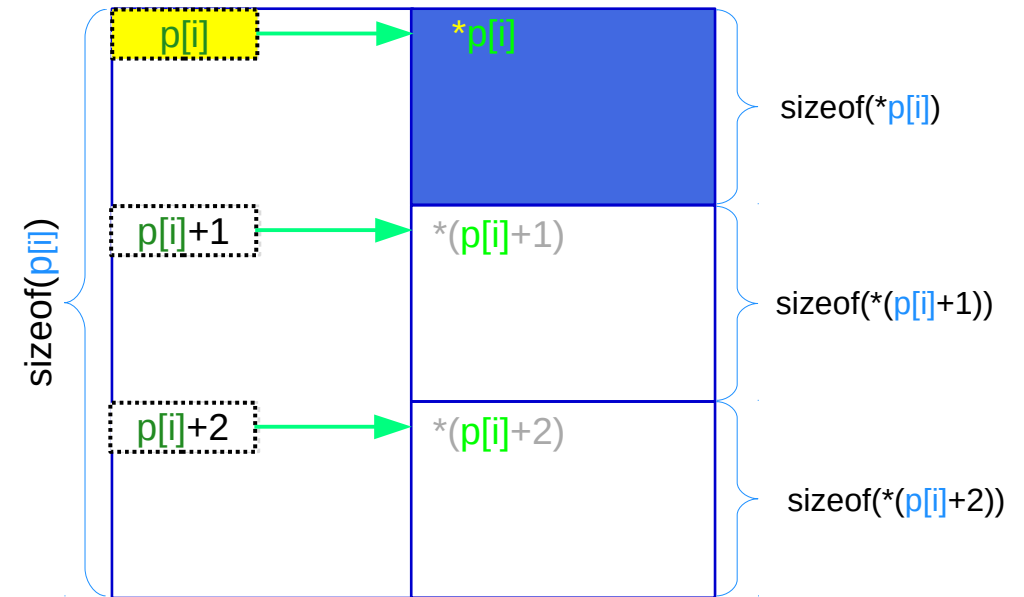 p[i]
*p[i]
sizeof(*p[i])
sizeof(p[i])
p[i]+1
*(p[i]+1)
sizeof(*(p[i]+1))
p[i]+2
*(p[i]+2)
sizeof(*(p[i]+2))